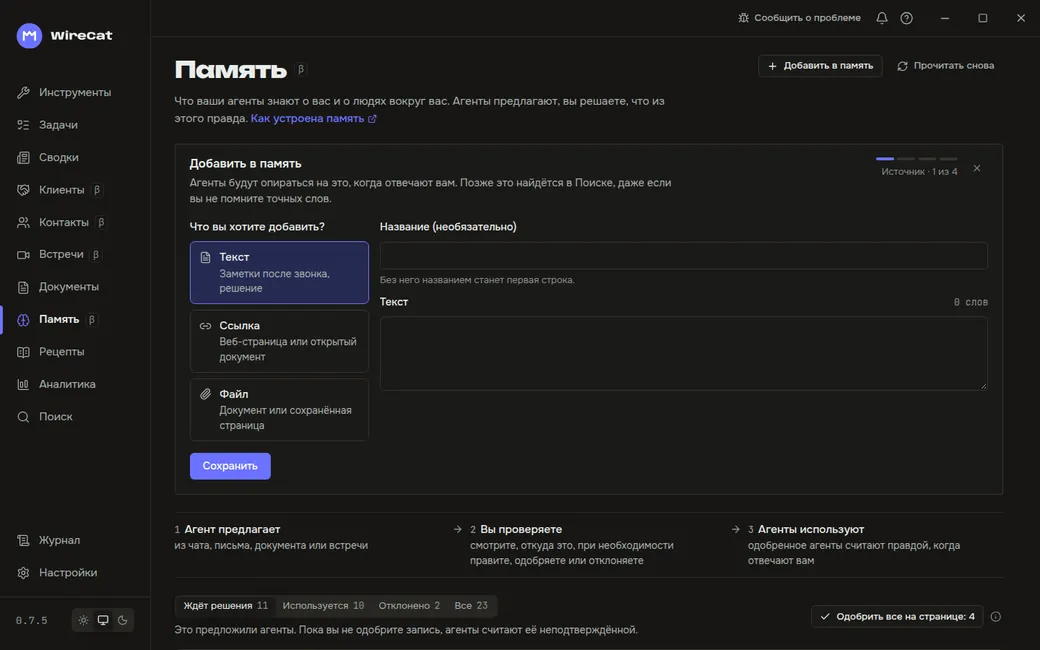 WireCat
Сообщить о проблеме
Инструменты
Задачи
Сводки
Клиенты β
Контакты β
Встречи β
Документы
Память β
Рецепты
Аналитика
Поиск
Журнал
Настройки
0.7.5
Память β
Добавить в память
Прочитать снова
Что ваши агенты знают о вас и о людях вокруг вас. Агенты предлагают, вы решаете, что из
этого правда. Как устроена память
Добавить в память
Агенты будут опираться на это, когда отвечают вам. Позже это найдётся в Поиске, даже если
вы не помните точных слов.
Источник · 1 из 4
Что вы хотите добавить?
Текст
Заметки после звонка,
решение
Ссылка
Веб-страница или открытый
документ
Файл
Документ или сохранённая
страница
Название (необязательно)
Без него названием станет первая строка.
Текст
0 слов
Сохранить
1 Агент предлагает
из чата, письма, документа или встречи
2 Вы проверяете
смотрите, откуда это, при необходимости
правите, одобряете или отклоняете
3 Агенты используют
одобренное агенты считают правдой, когда
отвечают вам
Ждёт решения 11
Используется 10
Отклонено 2
Все 23
Это предложили агенты. Пока вы не одобрите запись, агенты считают её неподтверждённой.
Одобрить все на странице: 4